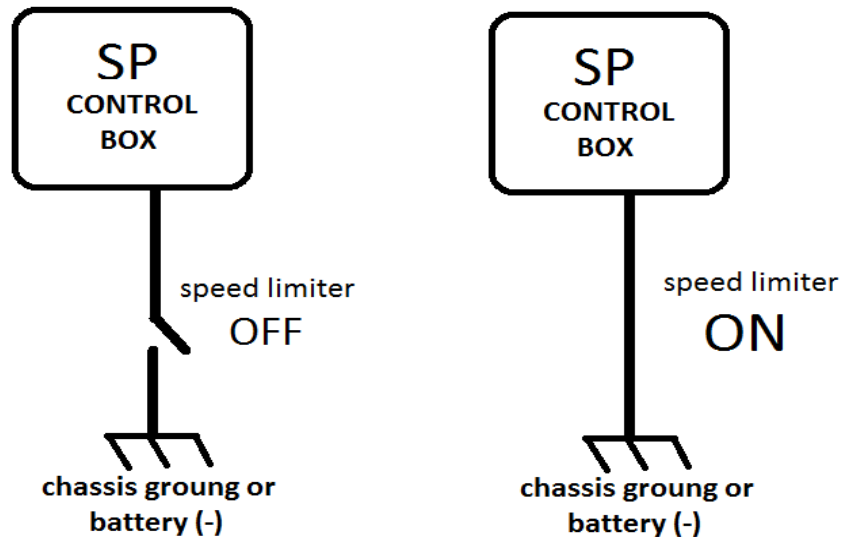 SP
CONTROL
BOX
speed limiter
OFF
chassis groung or
battery (-)
SP
CONTROL
BOX
speed limiter
ON
chassis groung or
battery (-)